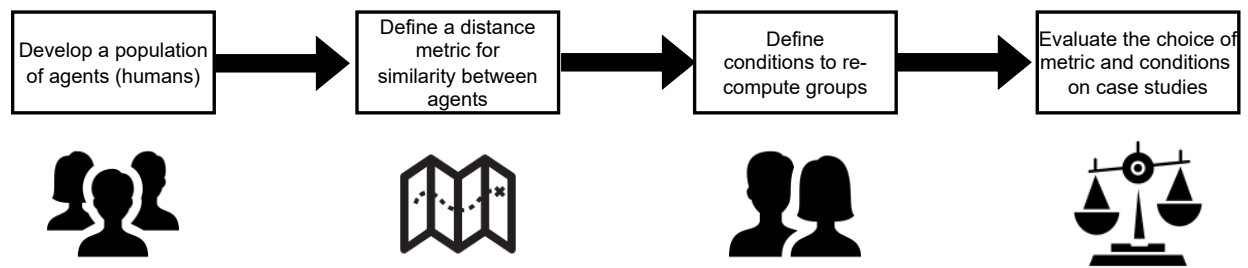 Develop a population
of agents (humans)
Define a distance
metric for
similarity between
agents
Define
conditions to re-
compute groups
Evaluate the choice of
metric and conditions
on case studies